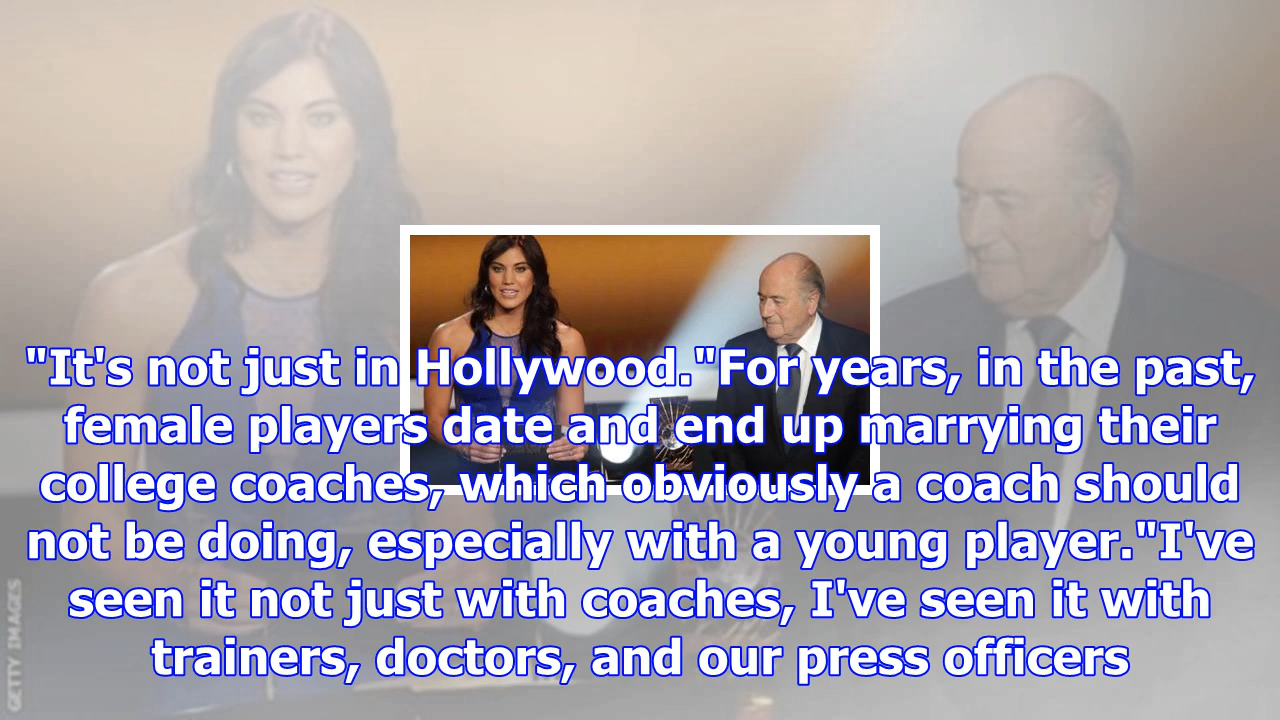 "It's not just in Hollywood."For years, in the past,
female players date and end up marrying their
college coaches, which obviously a coach should
not be doing, especially with a young player."I've
seen it not just with coaches, I've seen it with
trainers, doctors, and our press officers
GETTY IMAGES